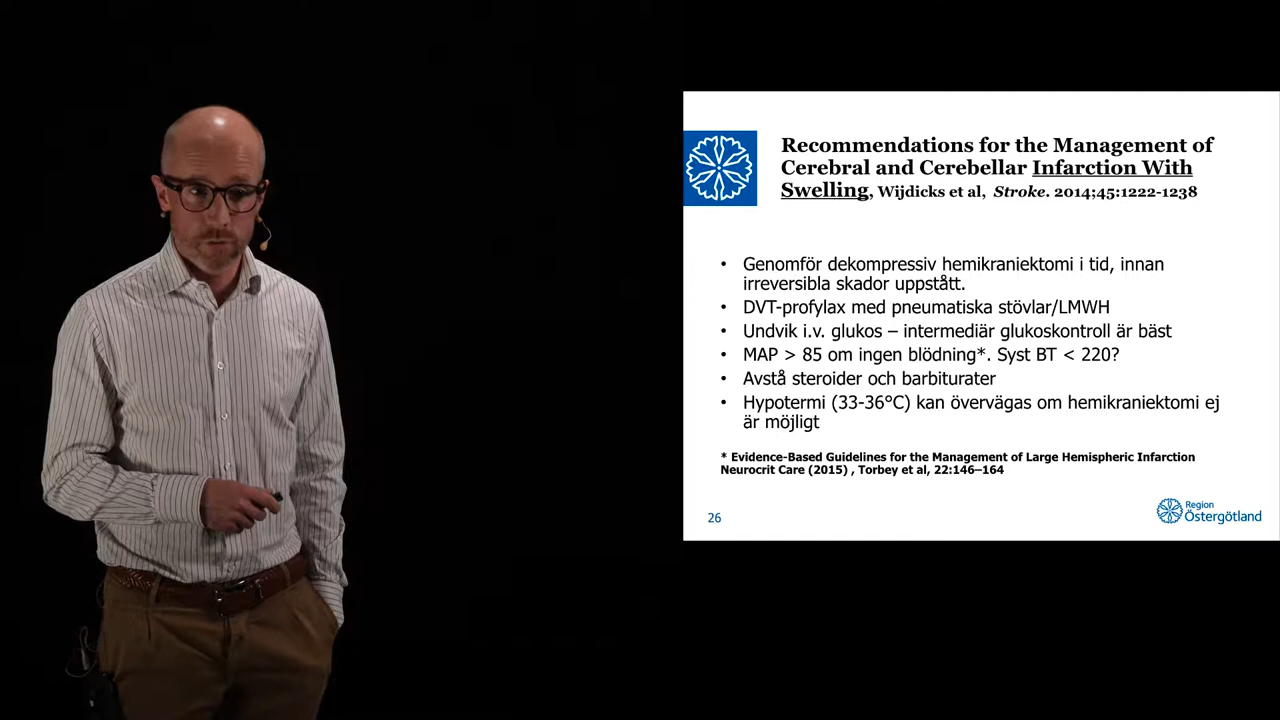 Recommendations for the Management of
Cerebral and Cerebellar Infarction With
Swelling, Wijdicks et al, Stroke. 2014;45:1222-1238
• Genomför dekompressiv hemikraniektomi i tid, innan
irreversibla skador uppstått.
• DVT-profylax med pneumatiska stövlar/LMWH
• Undvik i.v. glukos – intermediär glukoskontroll är bäst
• MAP > 85 om ingen blödning*. Syst BT < 220?
• Avstå steroider och barbiturater
• Hypotermi (33-36°C) kan övervägas om hemikraniektomi ej
är möjligt
* Evidence-Based Guidelines for the Management of Large Hemispheric Infarction
Neurocrit Care (2015) , Torbey et al, 22:146–164
26
Region
Östergötland